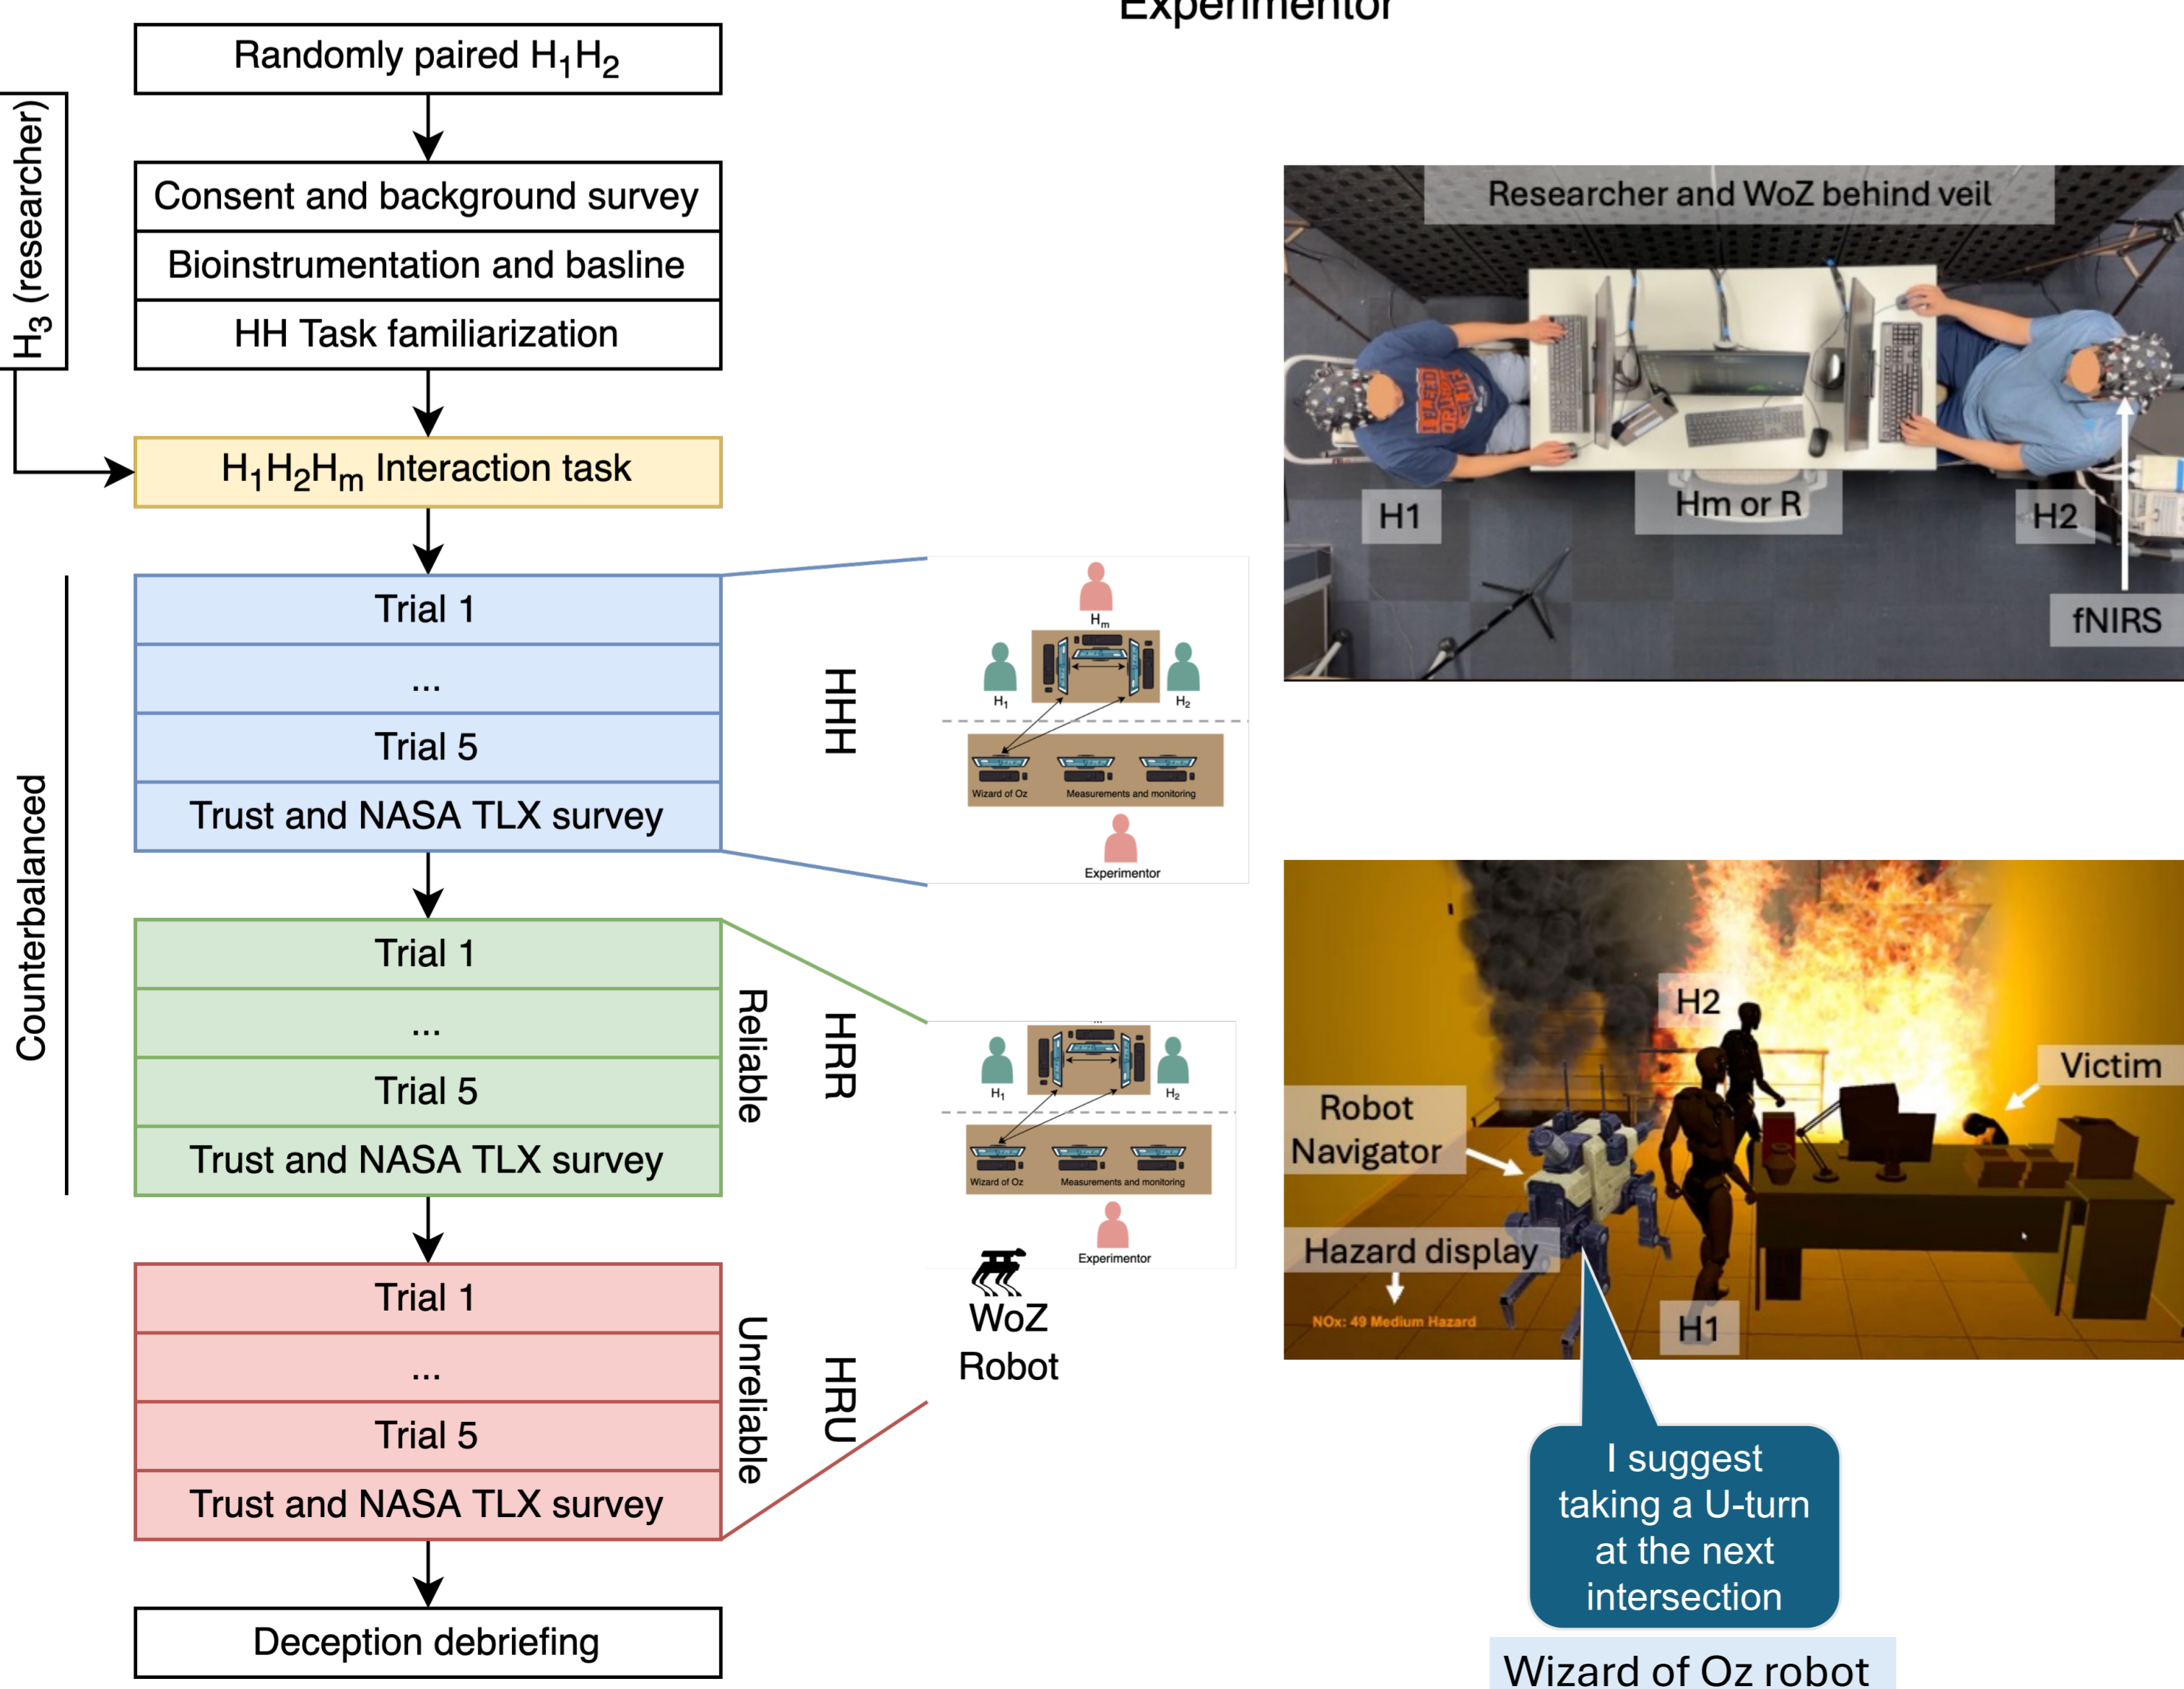 Experimentor
Randomly paired H₁H₂
H₃ (researcher)
Consent and background survey
Bioinstrumentation and basline
HH Task familiarization
H₁H₂Hₘ Interaction task
Counterbalanced
Trial 1
...
Trial 5
Trust and NASA TLX survey
HHH
Trial 1
...
Trial 5
Trust and NASA TLX survey
Reliable
HRR
Trial 1
...
Trial 5
Trust and NASA TLX survey
Unreliable
HRU
Deception debriefing
Hₘ
H₁
H₂
Wizard of Oz
Measurements and monitoring
Experimentor
...
H₁
H₂
Wizard of Oz
Measurements and monitoring
Experimentor
WoZ
Robot
Researcher and WoZ behind veil
H1
Hm or R
H2
fNIRS
H2
Victim
Robot
Navigator
Hazard display
NOx: 49 Medium Hazard
H1
I suggest
taking a U-turn
at the next
intersection
Wizard of Oz robot